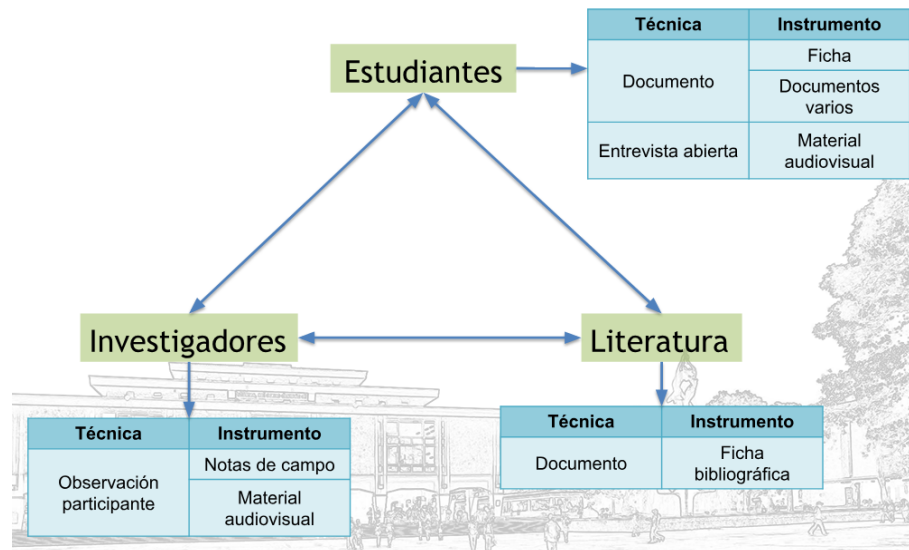 Estudiantes
Técnica Instrumento
Documento
Ficha
Documentos
varios
Entrevista abierta
Material
audiovisual
Investigadores
Literatura
Técnica Instrumento
Observación
participante
Notas de campo
Material
audiovisual
Técnica Instrumento
Documento
Ficha
bibliográfica